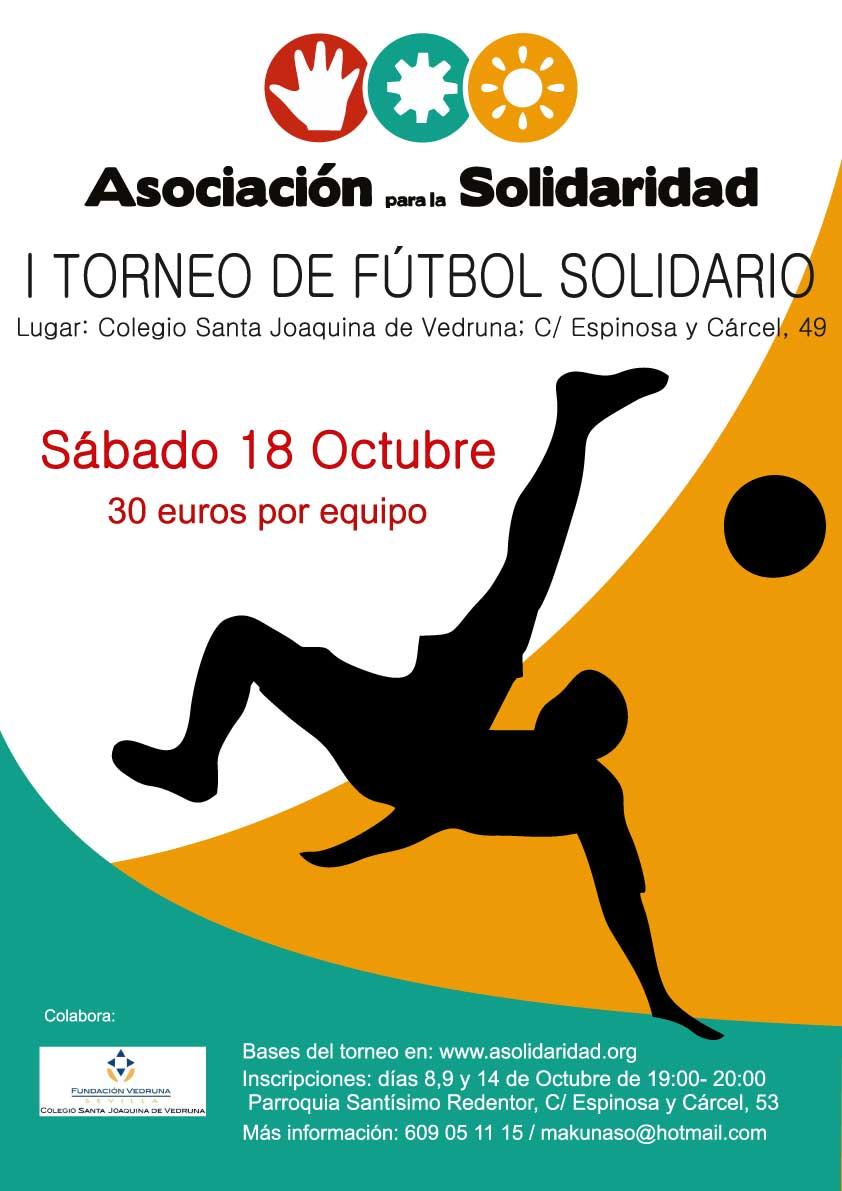 Asociación para la Solidaridad
I TORNEO DE FÚTBOL SOLIDARIO
Lugar: Colegio Santa Joaquina de Vedruna; C/ Espinosa y Cárcel, 49
Sábado 18 Octubre
30 euros por equipo
Colabora:
FUNDACIÓN VEDRUNA
SEVILLA
COLEGIO SANTA JOAQUINA DE VEDRUNA
Bases del torneo en: www.asolidaridad.org
Inscripciones: días 8,9 y 14 de Octubre de 19:00- 20:00
Parroquia Santísimo Redentor, C/ Espinosa y Cárcel, 53
Más información: 609 05 11 15 / makunaso@hotmail.com